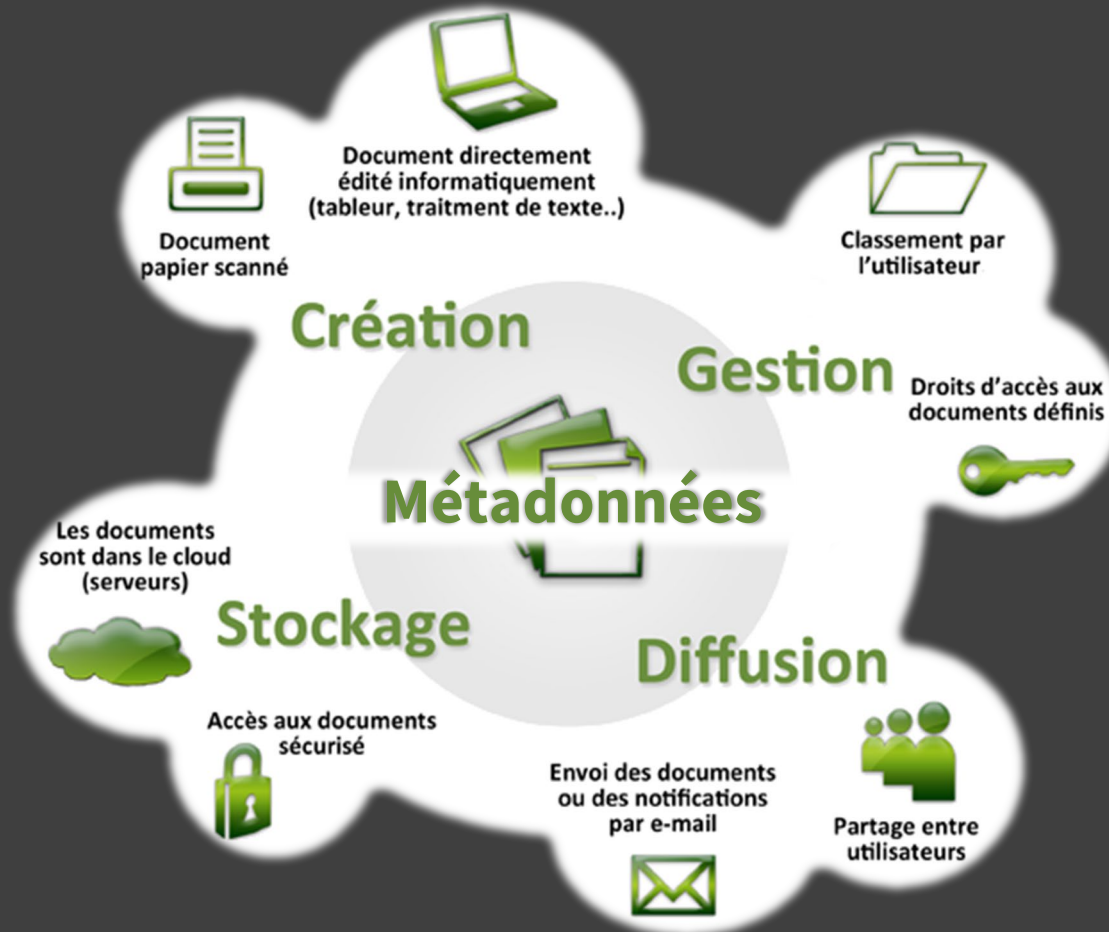 Document directement
édité informatiquement
(tableur, traitment de texte..)
Document
papier scanné
Classement par
l'utilisateur
Création
Gestion
Droits d'accès aux
documents définis
Métadonnées
Les documents
sont dans le cloud
(serveurs)
Stockage
Diffusion
Accès aux documents
sécurisé
Envoi des documents
ou des notifications
par e-mail
Partage entre
utilisateurs